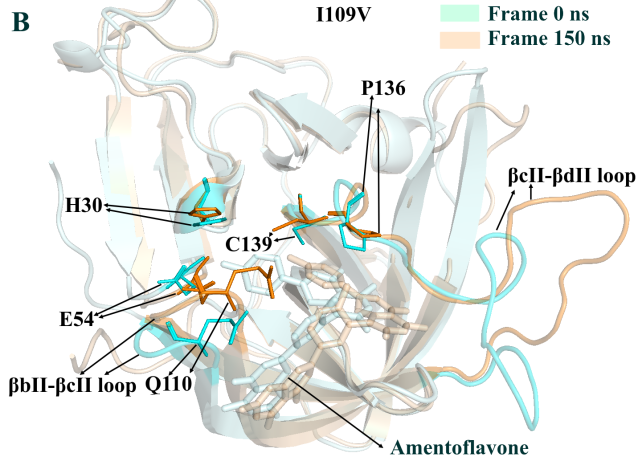 B
I109V
Frame 0 ns
Frame 150 ns
P136
βcII-βdII loop
H30
C139
E54
βbII-βcII loop
Q110
Amentoflavone